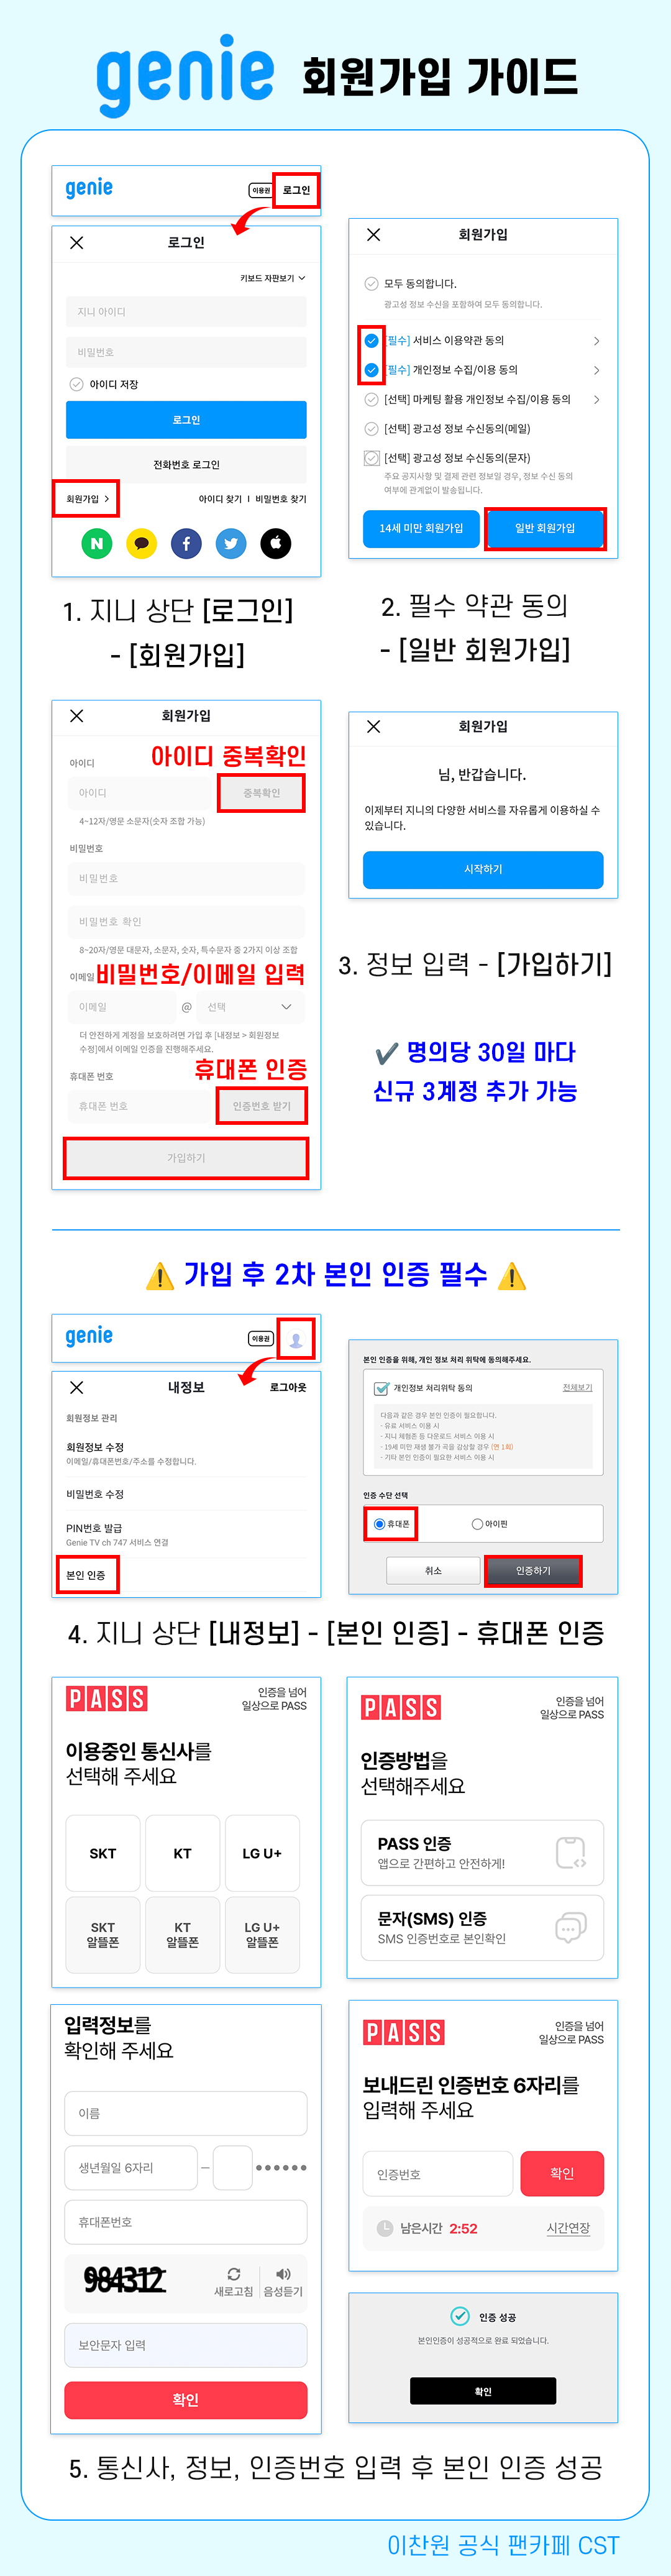 genie 회원가입 가이드
genie 이용권 로그인
로그인
키보드 자판보기
지니 아이디
비밀번호
아이디 저장
로그인
전화번호 로그인
회원가입 > 아이디 찾기 | 비밀번호 찾기
N f
1. 지니 상단 [로그인]
- [회원가입]
회원가입
모두 동의합니다.
광고성 정보 수신을 포함하여 모두 동의합니다.
[필수] 서비스 이용약관 동의
[필수] 개인정보 수집/이용 동의
[선택] 마케팅 활용 개인정보 수집/이용 동의
[선택] 광고성 정보 수신동의(메일)
[선택] 광고성 정보 수신동의(문자)
주요 공지사항 및 결제 관련 정보일 경우, 정보 수신 동의
여부에 관계없이 발송됩니다.
14세 미만 회원가입 일반 회원가입
2. 필수 약관 동의
- [일반 회원가입]
회원가입
아이디 중복확인
아이디
아이디 중복확인
4~12자/영문 소문자(숫자 조합 가능)
비밀번호
비밀번호
비밀번호 확인
8~20자/영문 대문자, 소문자, 숫자, 특수문자 중 2가지 이상 조합
이메일 비밀번호/이메일 입력
이메일 @ 선택
더 안전하게 계정을 보호하려면 가입 후 [내정보 > 회원정보
수정]에서 이메일 인증을 진행해주세요.
휴대폰 인증
휴대폰 번호
휴대폰 번호 인증번호 받기
가입하기
회원가입
님, 반갑습니다.
이제부터 지니의 다양한 서비스를 자유롭게 이용하실 수
있습니다.
시작하기
3. 정보 입력 - [가입하기]
✔ 명의당 30일 마다
신규 3계정 추가 가능
⚠ 가입 후 2차 본인 인증 필수 ⚠
genie 이용권
내정보 로그아웃
회원정보 관리
회원정보 수정
이메일/휴대폰번호/주소를 수정합니다.
비밀번호 수정
PIN번호 발급
Genie TV ch 747 서비스 연결
본인 인증
본인 인증을 위해, 개인 정보 처리 위탁에 동의해주세요.
개인정보 처리위탁 동의 전체보기
다음과 같은 경우 본인 인증이 필요합니다.
- 유료 서비스 이용 시
- 지니 체험존 등 다운로드 서비스 이용 시
- 19세 미만 재생 불가 곡을 감상할 경우 (연 1회)
- 기타 본인 인증이 필요한 서비스 이용 시
인증 수단 선택
휴대폰 아이핀
취소 인증하기
4. 지니 상단 [내정보] - [본인 인증] - 휴대폰 인증
PASS 인증을 넘어
일상으로 PASS
이용중인 통신사를
선택해 주세요
SKT KT LG U+
SKT KT LG U+
알뜰폰 알뜰폰 알뜰폰
PASS 인증을 넘어
일상으로 PASS
인증방법을
선택해주세요
PASS 인증
앱으로 간편하고 안전하게!
문자(SMS) 인증
SMS 인증번호로 본인확인
입력정보를
확인해 주세요
이름
생년월일 6자리 – ●●●●●●
휴대폰번호
984312 새로고침 음성듣기
보안문자 입력
확인
PASS 인증을 넘어
일상으로 PASS
보내드린 인증번호 6자리를
입력해 주세요
인증번호 확인
남은시간 2:52 시간연장
인증 성공
본인인증이 성공적으로 완료 되었습니다.
확인
5. 통신사, 정보, 인증번호 입력 후 본인 인증 성공
이찬원 공식 팬카페 CST